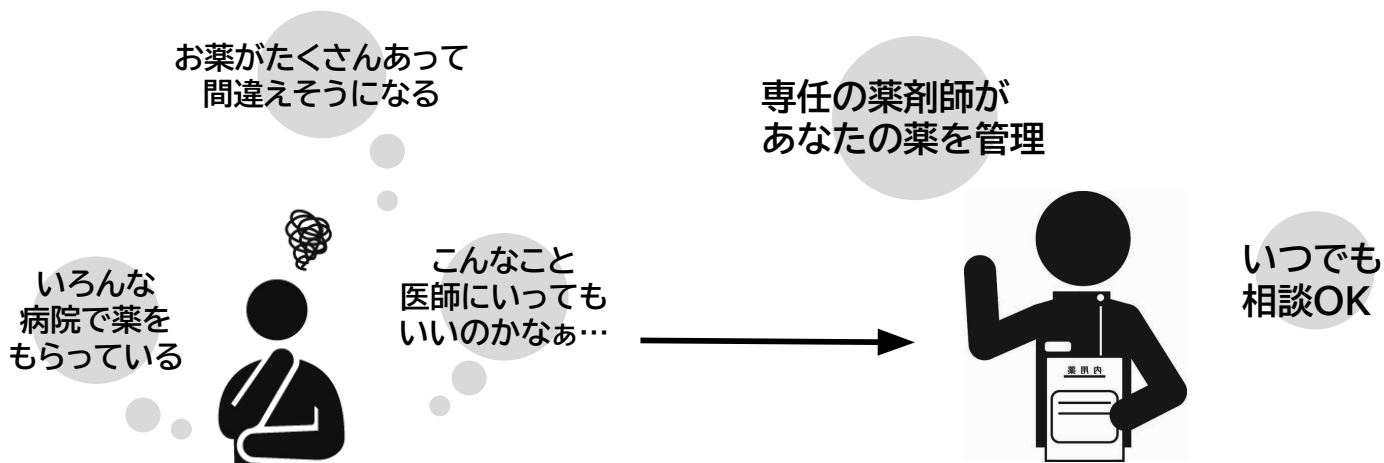 お薬がたくさんあって
間違えそうになる
いろんな
病院で薬を
もらっている
こんなこと
医師にいっても
いいのかなぁ…
専任の薬剤師が
あなたの薬を管理
いつでも
相談OK
薬用内